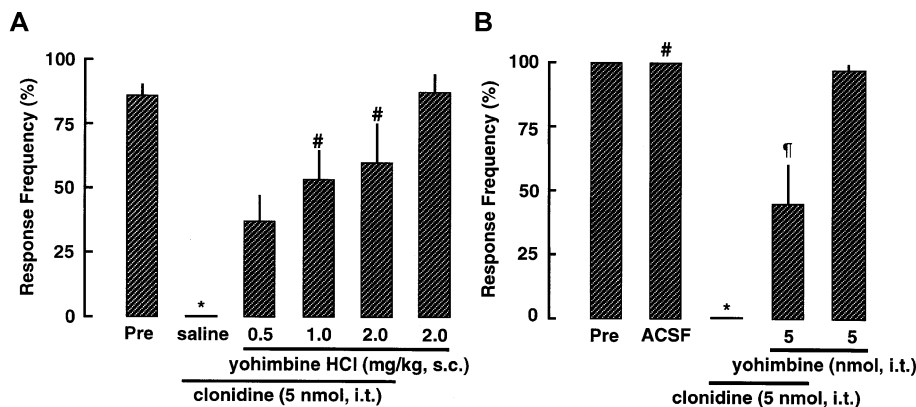 A
Response Frequency (%)
100
75
50
25
0
*
#
#
Pre saline 0.5 1.0 2.0 2.0
yohimbine HCl (mg/kg, s.c.)
clonidine (5 nmol, i.t.)
B
Response Frequency (%)
100
75
50
25
0
#
*
¶
Pre ACSF 5 5
yohimbine (nmol, i.t.)
clonidine (5 nmol, i.t.)